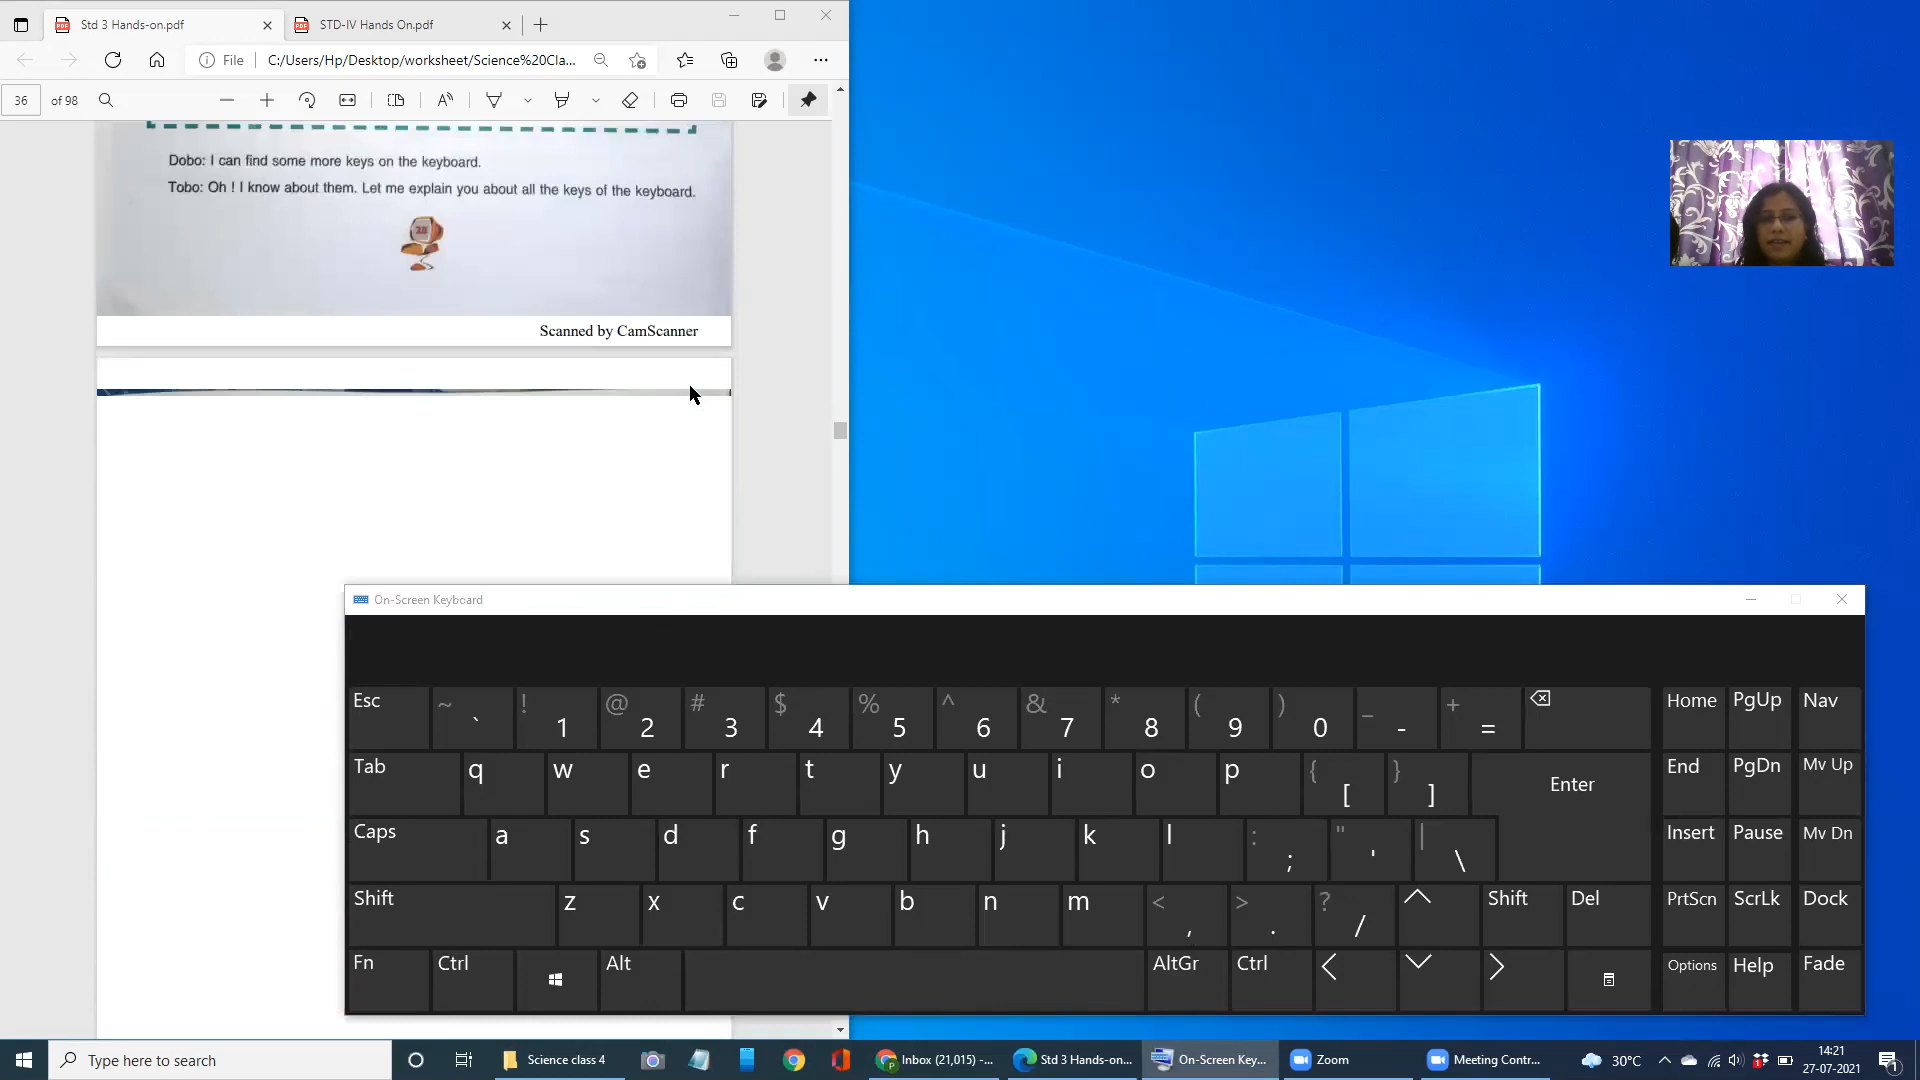 Std 3 Hands-on.pdf
STD-IV Hands On.pdf
File
C:/Users/Hp/Desktop/worksheet/Science%20Cla...
36 of 98
Dobo: I can find some more keys on the keyboard.
Tobo: Oh ! I know about them. Let me explain you about all the keys of the keyboard.
28
Scanned by CamScanner
On-Screen Keyboard
Esc ~ ` ! 1 @ 2 # 3 $ 4 % 5 ^ 6 & 7 * 8 ( 9 ) 0 _ - + = Home PgUp Nav
Tab q w e r t y u i o p { [ } ] Enter End PgDn Mv Up
Caps a s d f g h j k l : ; " ' | \ Insert Pause Mv Dn
Shift z x c v b n m < , > . ? / Shift Del PrtScn ScrLk Dock
Fn Ctrl Alt AltGr Ctrl Options Help Fade
Type here to search
Science class 4
Inbox (21,015) -...
Std 3 Hands-on...
On-Screen Key...
Zoom
Meeting Contr...
30°C
14:21
27-07-2021